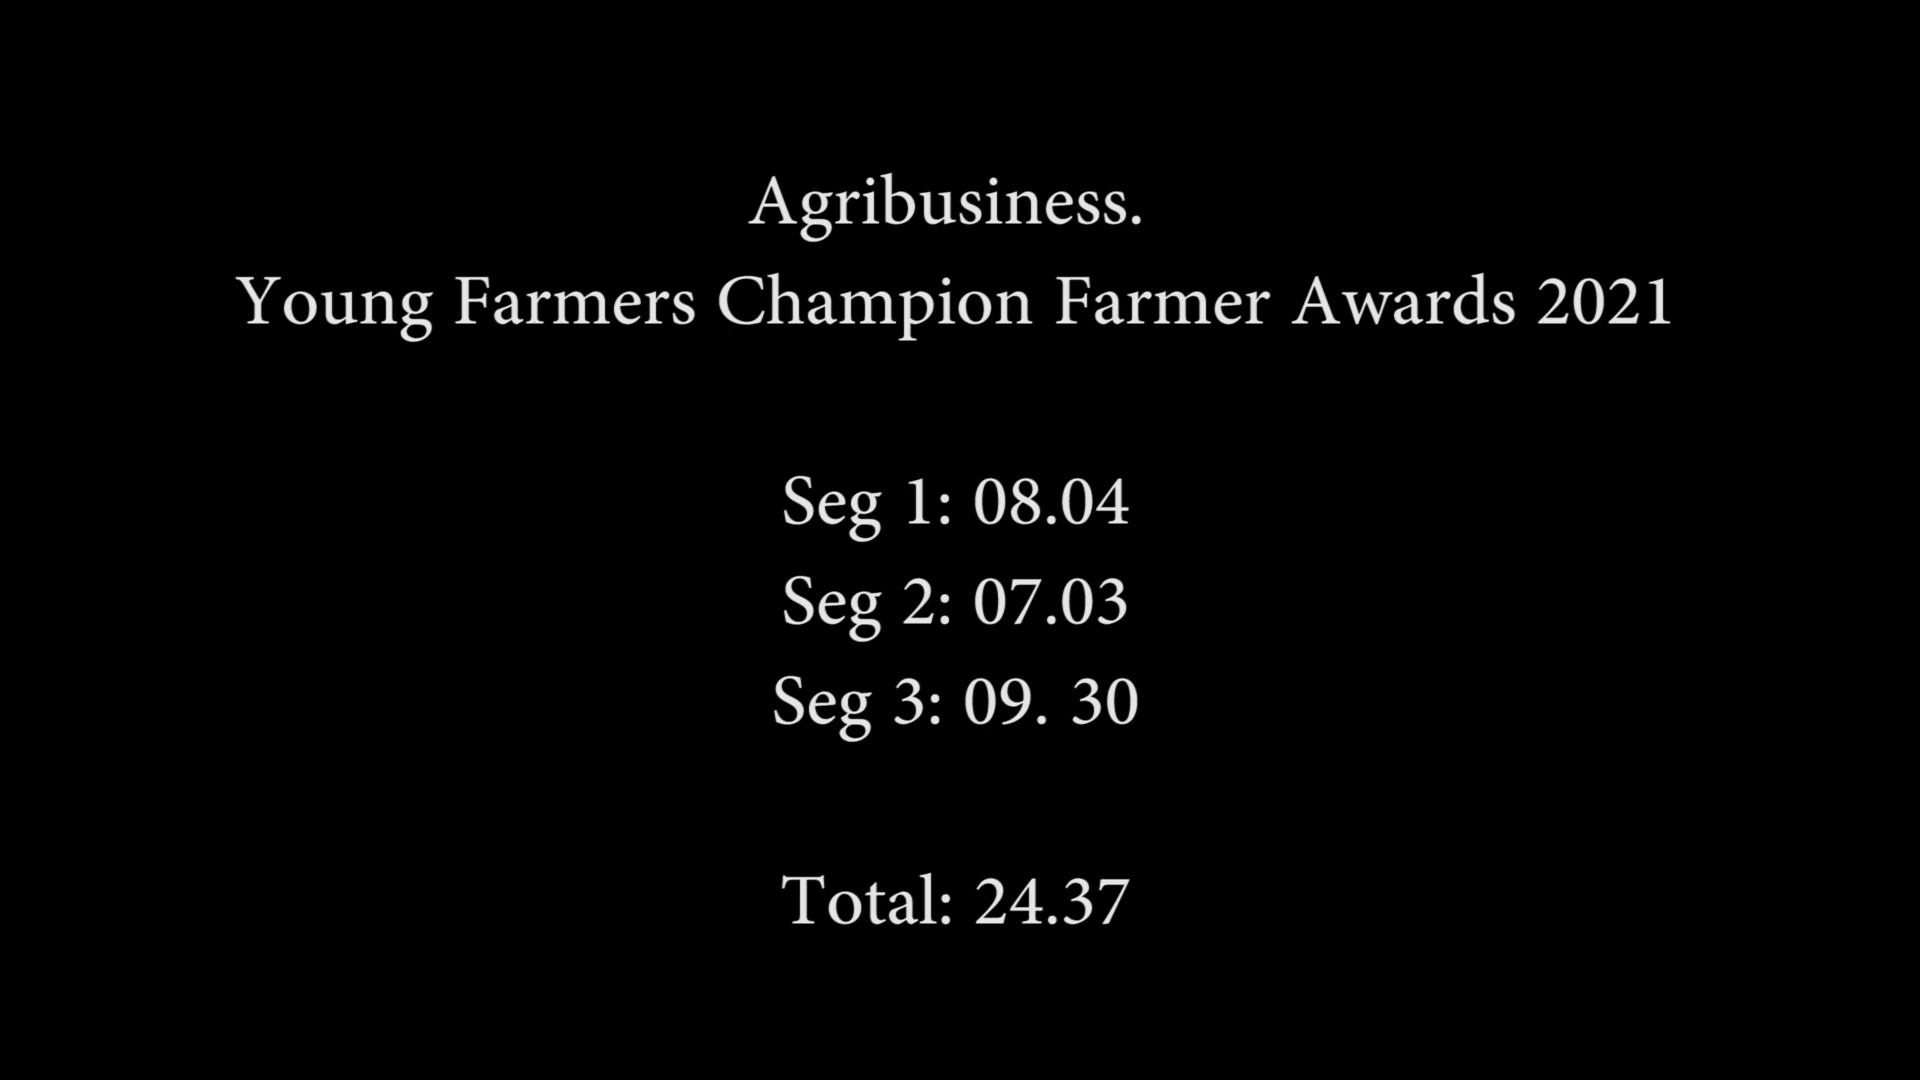 Agribusiness.
Young Farmers Champion Farmer Awards 2021
Seg 1: 08.04
Seg 2: 07.03
Seg 3: 09. 30
Total: 24.37